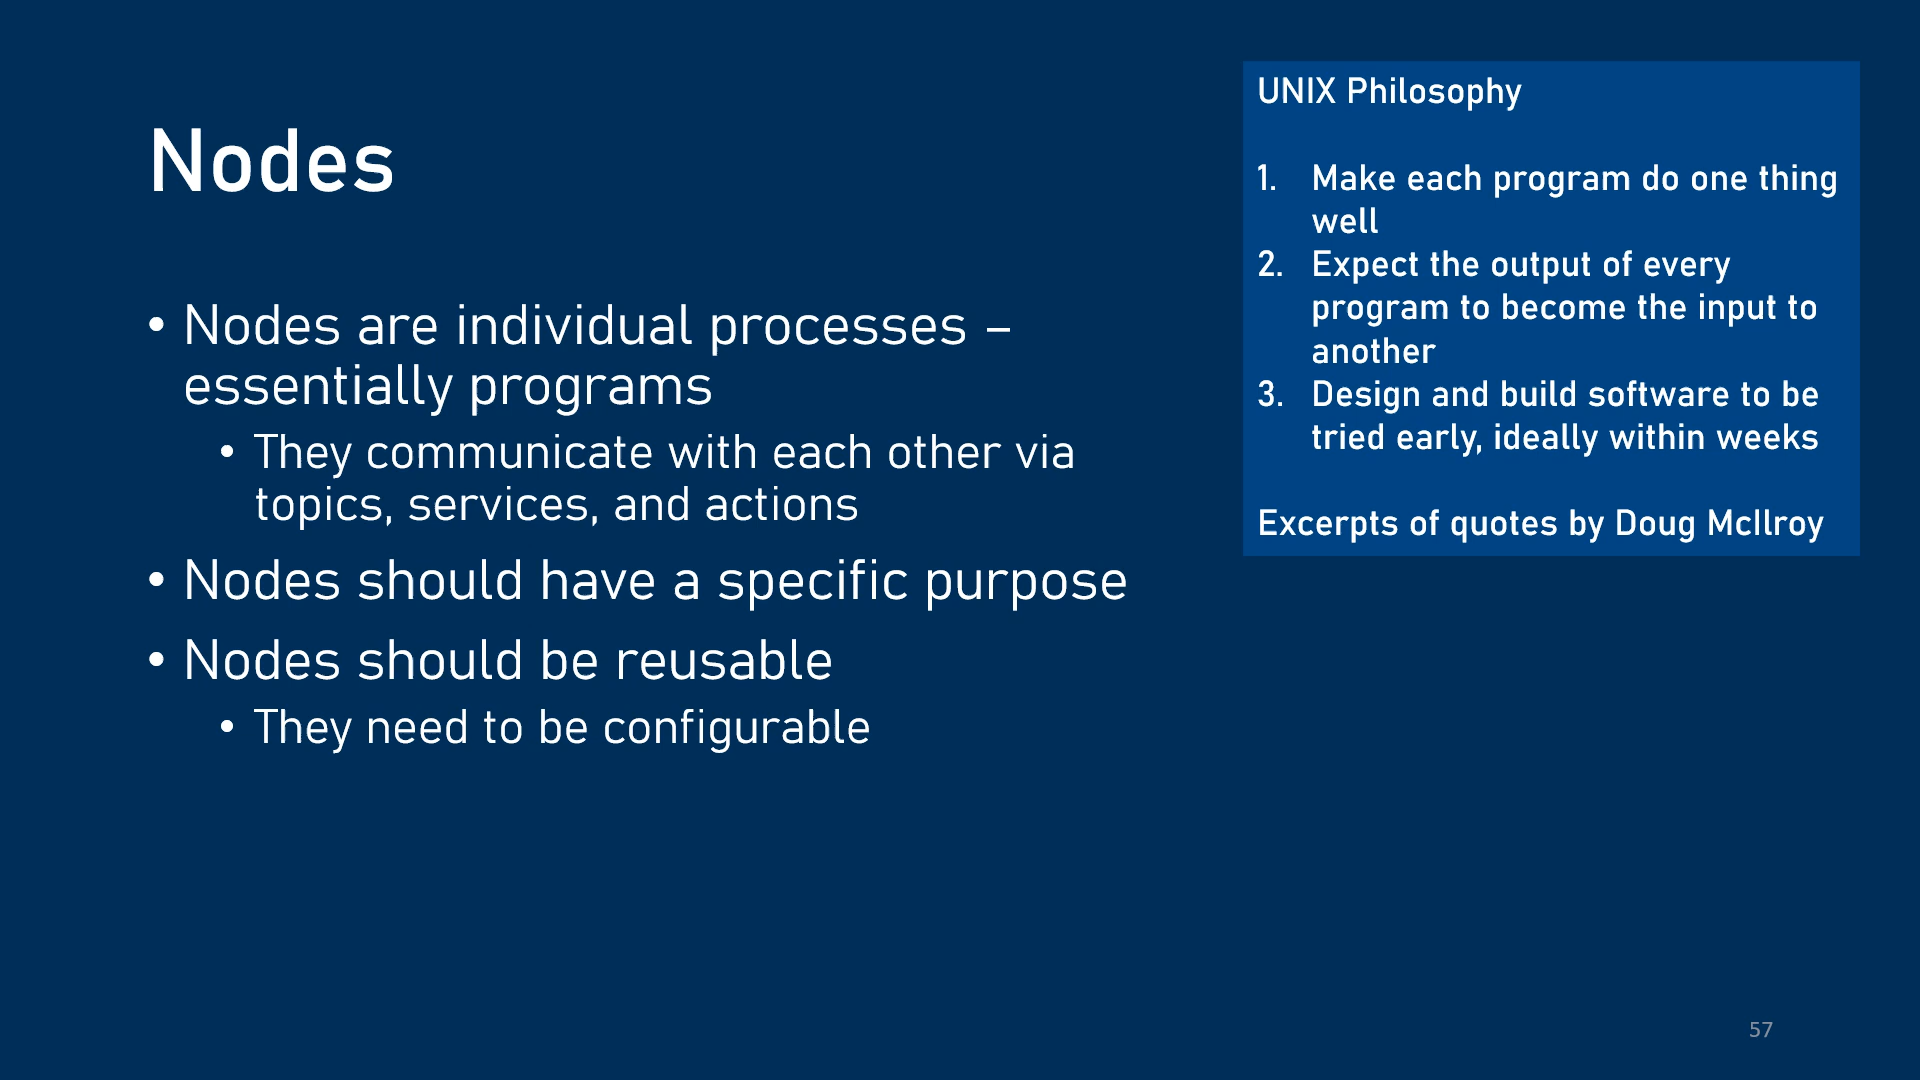 Nodes
• Nodes are individual processes –
essentially programs
• They communicate with each other via
topics, services, and actions
• Nodes should have a specific purpose
• Nodes should be reusable
• They need to be configurable
UNIX Philosophy
1. Make each program do one thing
well
2. Expect the output of every
program to become the input to
another
3. Design and build software to be
tried early, ideally within weeks
Excerpts of quotes by Doug McIlroy
57